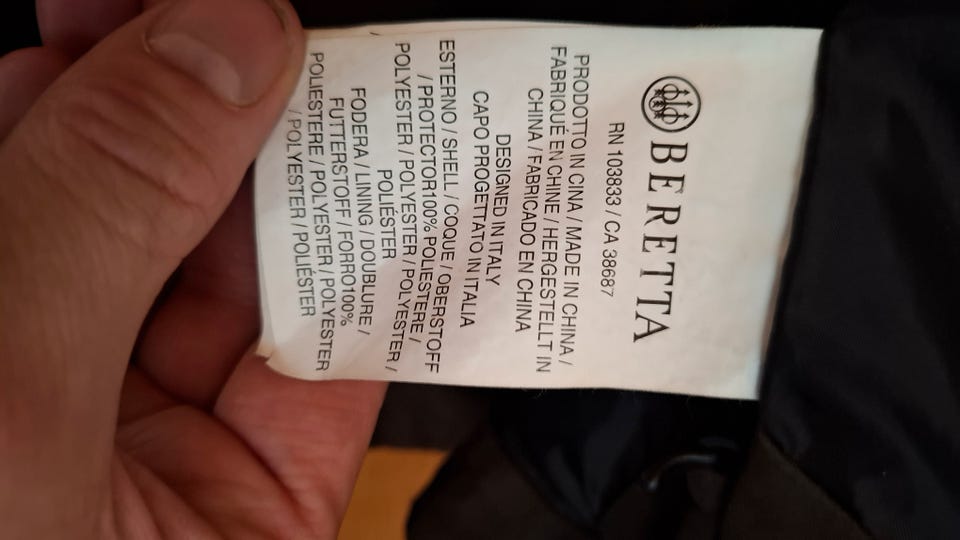 BERETTA
RN 103833 / CA 38687
PRODOTTO IN CINA / MADE IN CHINA /
FABRIQUÉ EN CHINE / HERGESTELLT IN
CHINA / FABRICADO EN CHINA
DESIGNED IN ITALY
CAPO PROGETTATO IN ITALIA
ESTERNO / SHELL / COQUE / OBERSTOFF
/ PROTECTOR100% POLIESTERE /
POLYESTER / POLYESTER / POLYESTER /
POLIÉSTER
FODERA / LINING / DOUBLURE /
FUTTERSTOFF / FORRO100%
POLIESTERE / POLYESTER / POLYESTER
/ POLYESTER / POLIÉSTER